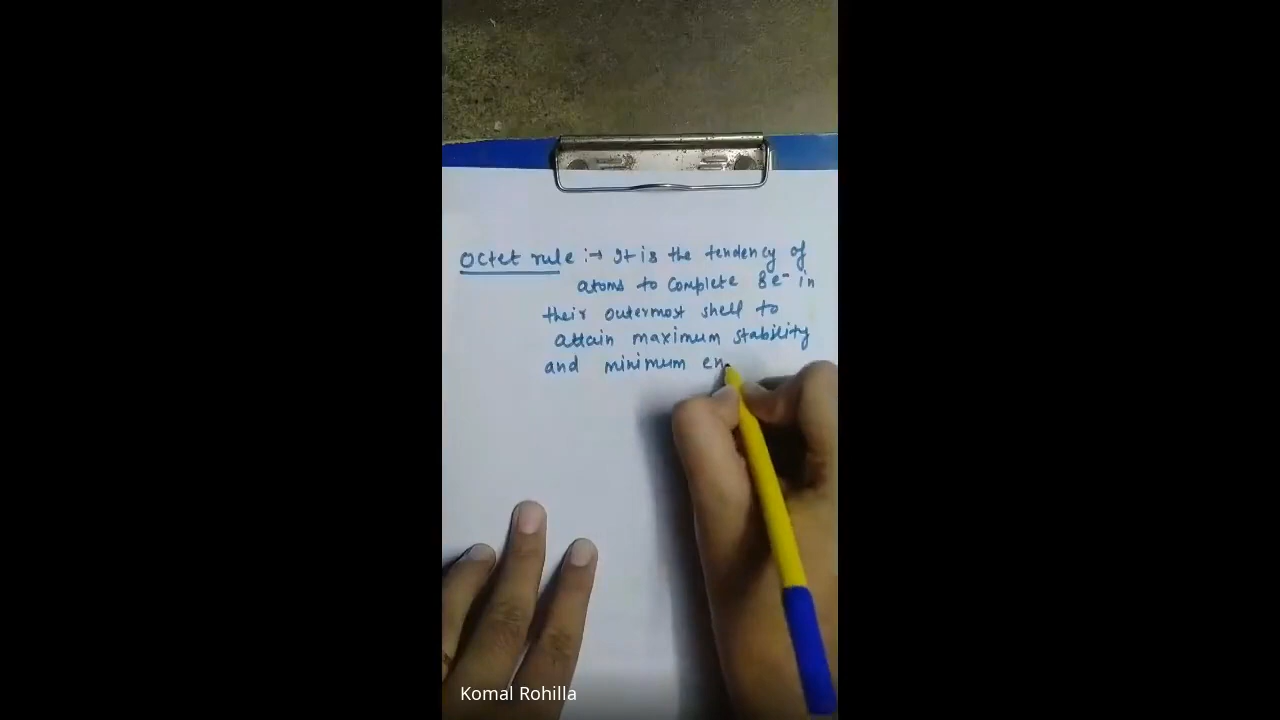 Octet rule :→ It is the tendency of
atoms to complete 8e⁻ in
their outermost shell to
attain maximum stability
and minimum en
Komal Rohilla